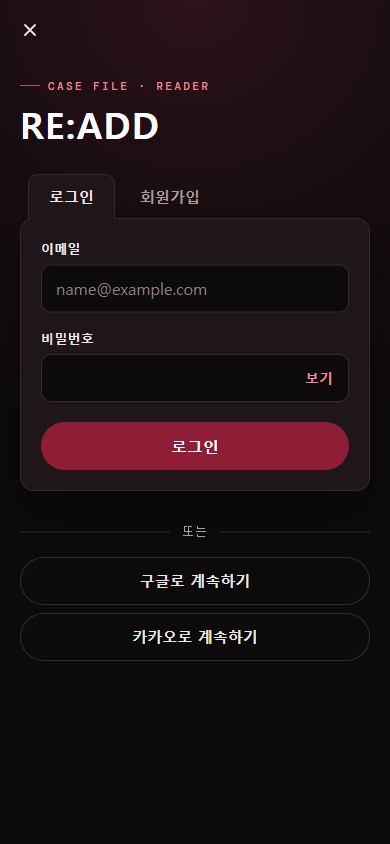 CASE FILE · READER
RE:ADD
로그인 회원가입
이메일
name@example.com
비밀번호
보기
로그인
또는
구글로 계속하기
카카오로 계속하기